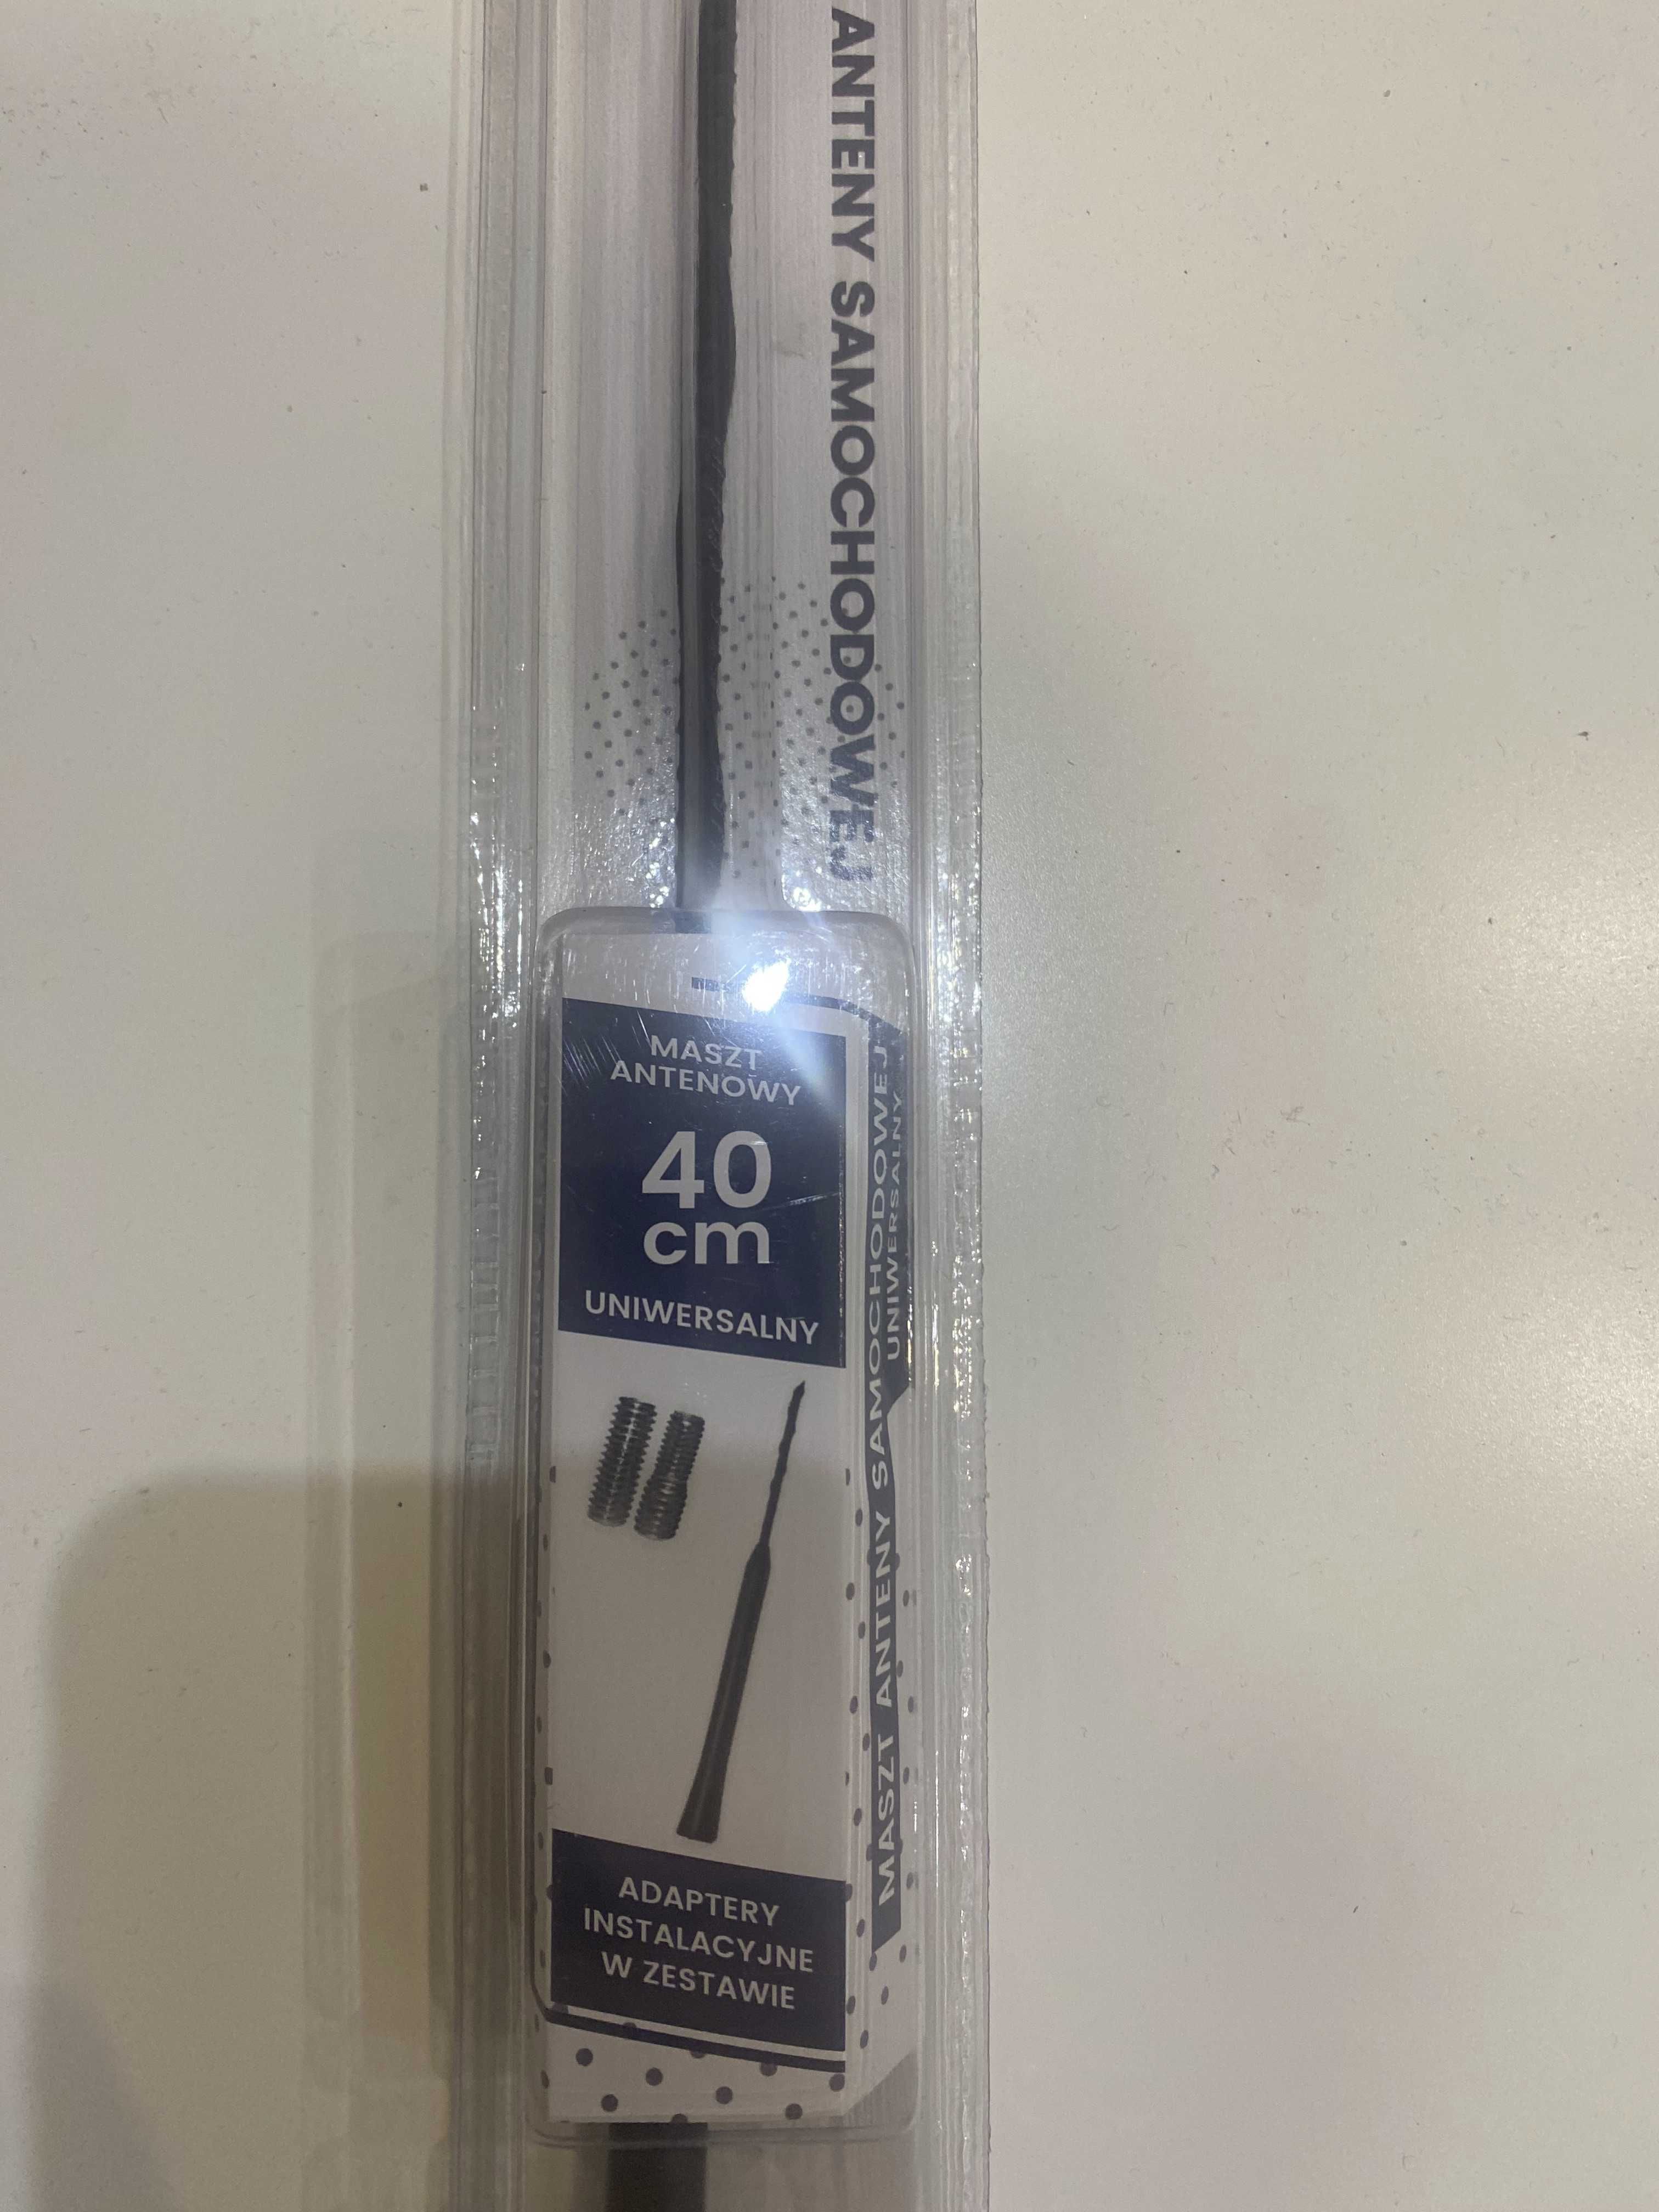 ANTENY SAMOCHODOWEJ
MASZT
ANTENOWY
40
cm
UNIWERSALNY
MASZT ANTENY SAMOCHODOWEJ
UNIWERSALNY
ADAPTERY
INSTALACYJNE
W ZESTAWIE